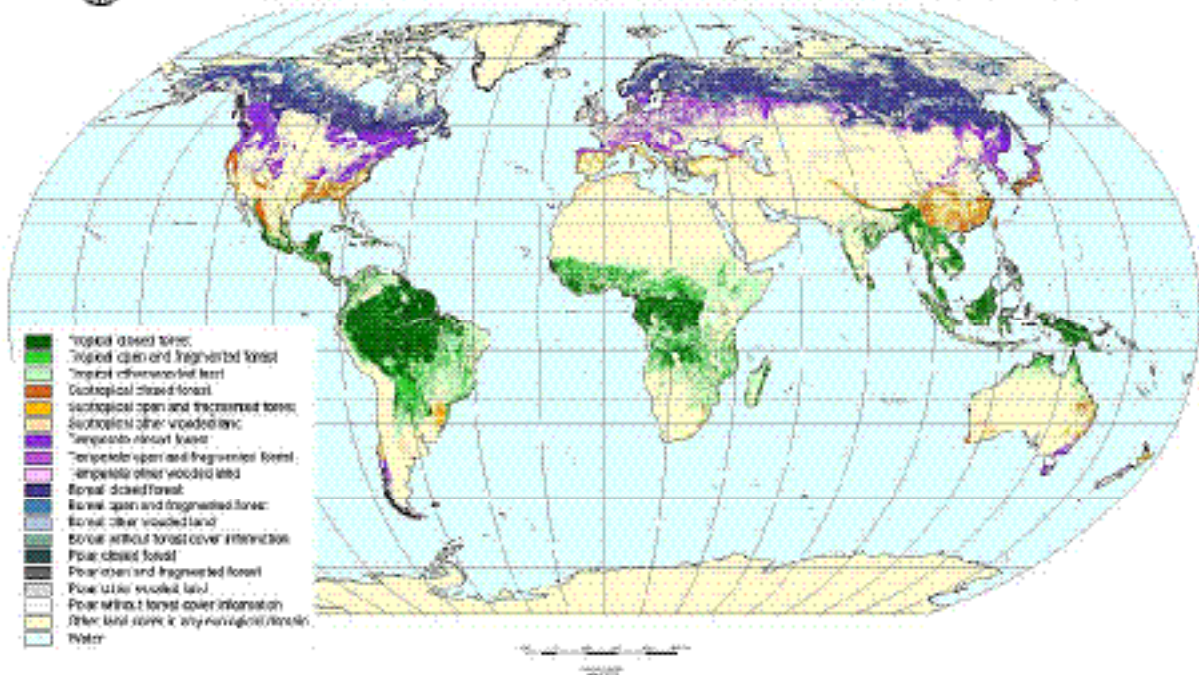 Tropical closed forest
Tropical open and fragmented forest
Tropical other wooded land
Subtropical closed forest
Subtropical open and fragmented forest
Subtropical other wooded land
Temperate closed forest
Temperate open and fragmented forest
Temperate other wooded land
Boreal closed forest
Boreal open and fragmented forest
Boreal other wooded land
Boreal without forest cover information
Polar closed forest
Polar open and fragmented forest
Polar other wooded land
Polar without forest cover information
Other land cover in any ecological domain
Water